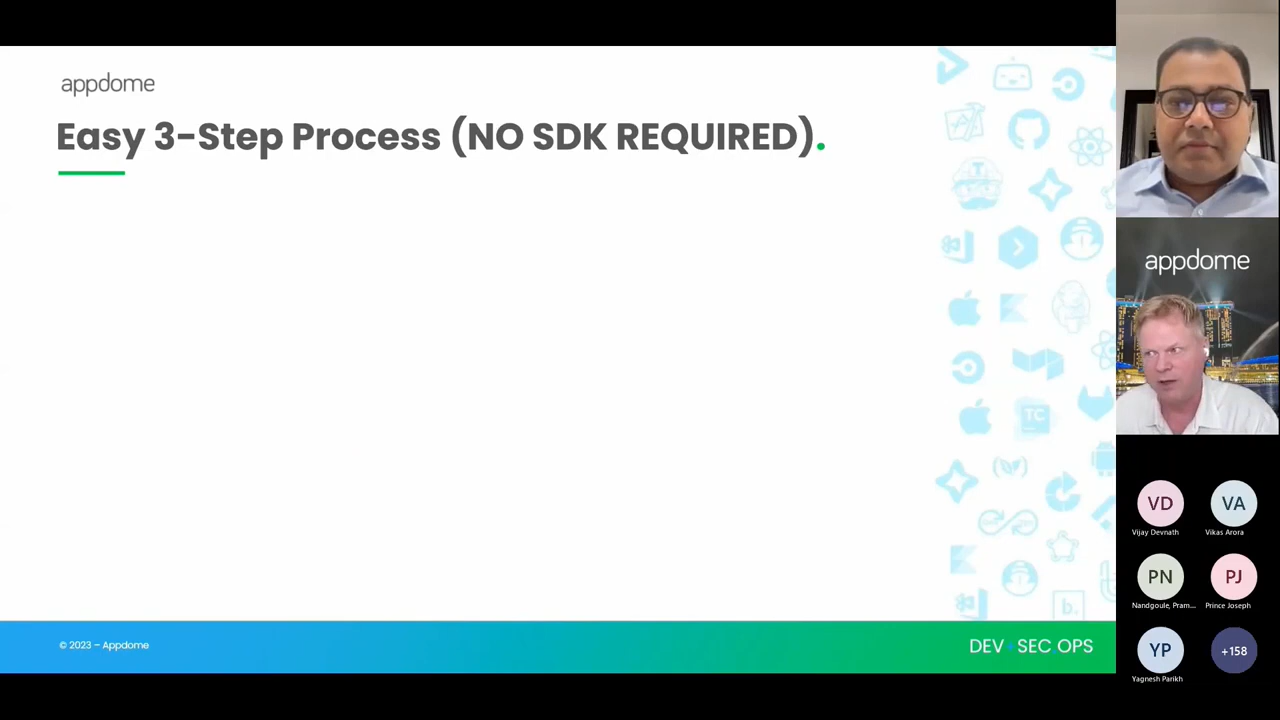 appdome
Easy 3-Step Process (NO SDK REQUIRED).
© 2023 – Appdome
DEV SEC OPS
appdome
VD
VA
Vijay Devnath
Vikas Arora
PN
PJ
Nandgoule, Pram...
Prince Joseph
YP
+158
Yagnesh Parikh
TC
b.